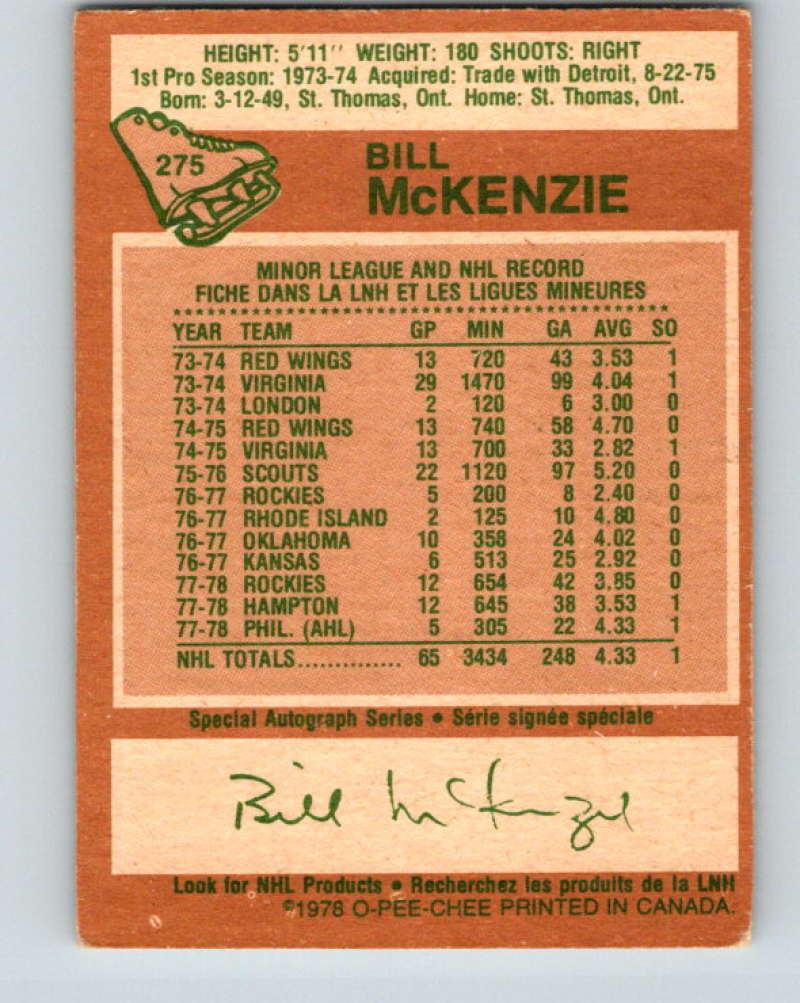 HEIGHT: 5'11" WEIGHT: 180 SHOOTS: RIGHT
1st Pro Season: 1973-74 Acquired: Trade with Detroit, 8-22-75
Born: 3-12-49, St. Thomas, Ont. Home: St. Thomas, Ont.
275
BILL
McKENZIE
MINOR LEAGUE AND NHL RECORD
FICHE DANS LA LNH ET LES LIGUES MINEURES
YEAR TEAM GP MIN GA AVG SO
73-74 RED WINGS 13 720 43 3.53 1
73-74 VIRGINIA 29 1470 99 4.04 1
73-74 LONDON 2 120 6 3.00 0
74-75 RED WINGS 13 740 58 4.70 0
74-75 VIRGINIA 13 700 33 2.82 1
75-76 SCOUTS 22 1120 97 5.20 0
76-77 ROCKIES 5 200 8 2.40 0
76-77 RHODE ISLAND 2 125 10 4.80 0
76-77 OKLAHOMA 10 358 24 4.02 0
76-77 KANSAS 6 513 25 2.92 0
77-78 ROCKIES 12 654 42 3.85 0
77-78 HAMPTON 12 645 38 3.53 1
77-78 PHIL. (AHL) 5 305 22 4.33 1
NHL TOTALS.............. 65 3434 248 4.33 1
Special Autograph Series • Série signée spéciale
Bill McKenzie
Look for NHL Products • Recherchez les produits de la LNH
©1978 O-PEE-CHEE PRINTED IN CANADA.